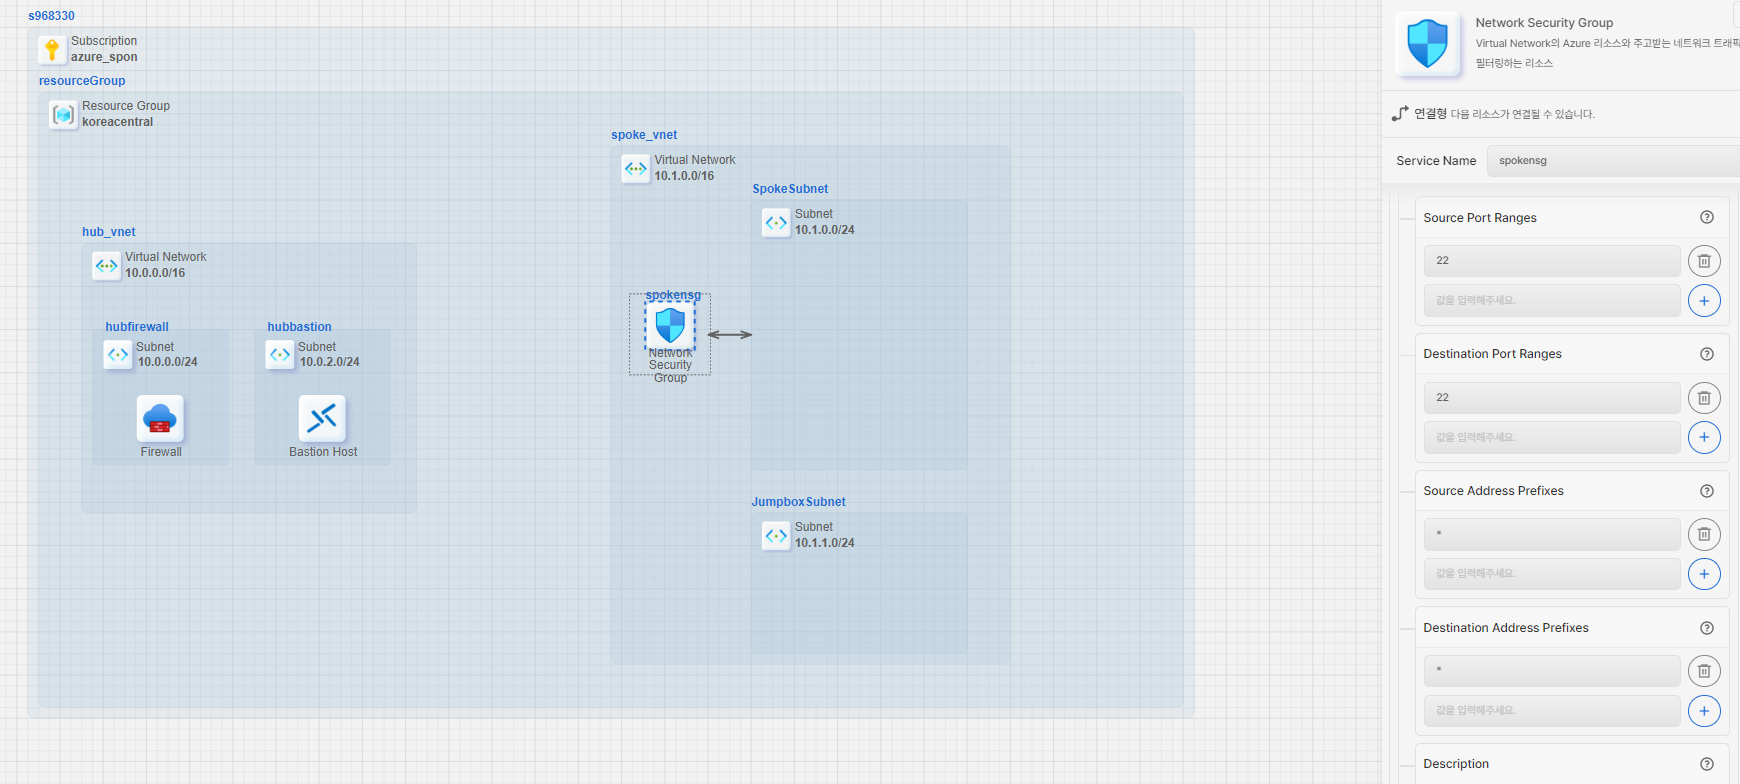 s968330
Subscription
azure_spon
resourceGroup
Resource Group
koreacentral
hub_vnet
Virtual Network
10.0.0.0/16
hubfirewall
Subnet
10.0.0.0/24
Firewall
hubbastion
Subnet
10.0.2.0/24
Bastion Host
spoke_vnet
Virtual Network
10.1.0.0/16
SpokeSubnet
Subnet
10.1.0.0/24
spokensg
Network
Security
Group
JumpboxSubnet
Subnet
10.1.1.0/24
Network Security Group
Virtual Network의 Azure 리소스와 주고받는 네트워크 트래픽
필터링하는 리소스
연결형 다음 리소스가 연결될 수 있습니다.
Service Name
spokensg
Source Port Ranges
22
값을 입력해주세요.
Destination Port Ranges
22
값을 입력해주세요.
Source Address Prefixes
*
값을 입력해주세요.
Destination Address Prefixes
*
값을 입력해주세요.
Description